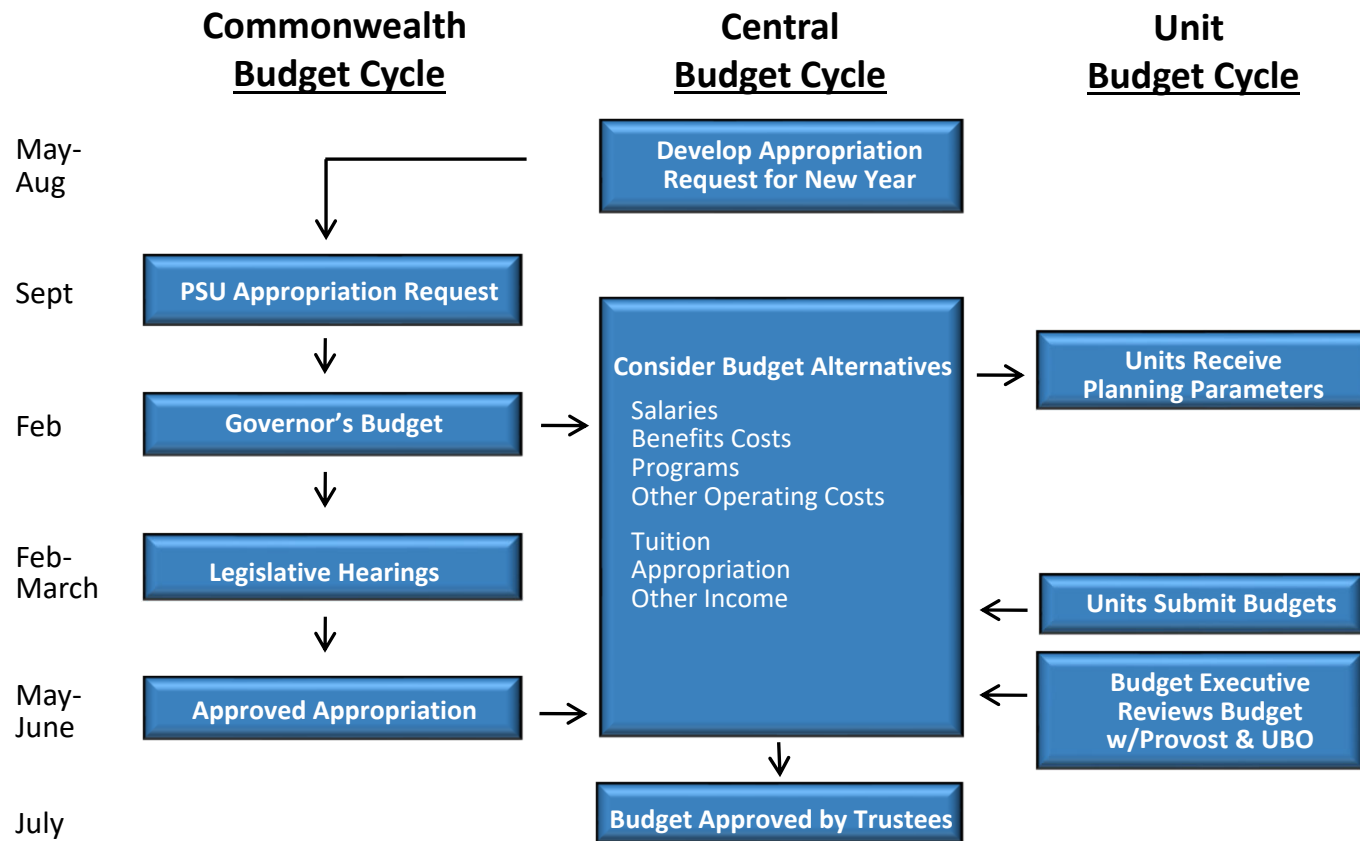 Commonwealth
Budget Cycle
Central
Budget Cycle
Unit
Budget Cycle
May-
Aug
Develop Appropriation
Request for New Year
Sept
PSU Appropriation Request
Consider Budget Alternatives
Salaries
Benefits Costs
Programs
Other Operating Costs
Tuition
Appropriation
Other Income
Units Receive
Planning Parameters
Feb
Governor’s Budget
Feb-
March
Legislative Hearings
Units Submit Budgets
May-
June
Approved Appropriation
Budget Executive
Reviews Budget
w/Provost & UBO
July
Budget Approved by Trustees